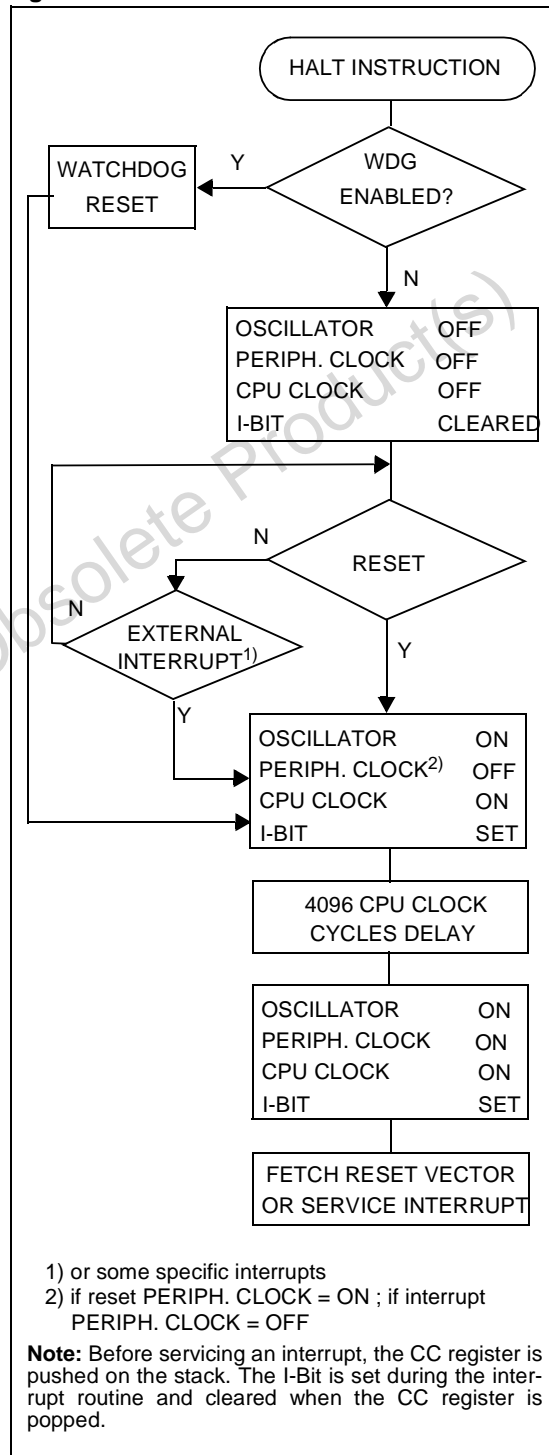 HALT INSTRUCTION
WDG
ENABLED?
Y
WATCHDOG
RESET
N
OSCILLATOR OFF
PERIPH. CLOCK OFF
CPU CLOCK OFF
I-BIT CLEARED
RESET
N
EXTERNAL
INTERRUPT1)
N
Y
Y
OSCILLATOR ON
PERIPH. CLOCK2) OFF
CPU CLOCK ON
I-BIT SET
4096 CPU CLOCK
CYCLES DELAY
OSCILLATOR ON
PERIPH. CLOCK ON
CPU CLOCK ON
I-BIT SET
FETCH RESET VECTOR
OR SERVICE INTERRUPT
1) or some specific interrupts
2) if reset PERIPH. CLOCK = ON ; if interrupt
PERIPH. CLOCK = OFF
Note: Before servicing an interrupt, the CC register is
pushed on the stack. The I-Bit is set during the inter-
rupt routine and cleared when the CC register is
popped.
Obsolete Product(s)